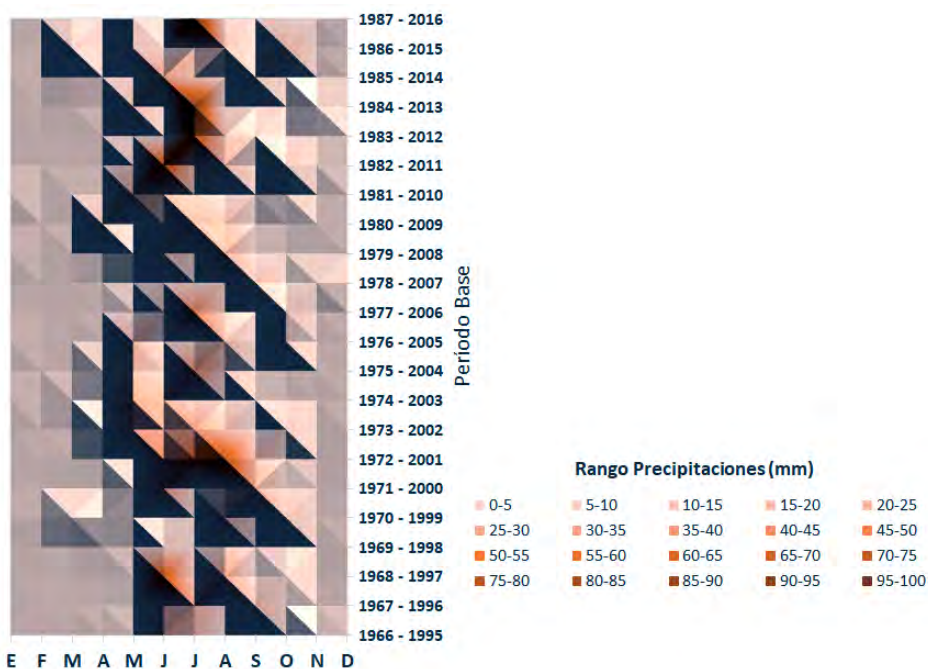 1987 - 2016
1986 - 2015
1985 - 2014
1984 - 2013
1983 - 2012
1982 - 2011
1981 - 2010
1980 - 2009
1979 - 2008
1978 - 2007
1977 - 2006
1976 - 2005
1975 - 2004
1974 - 2003
1973 - 2002
1972 - 2001
1971 - 2000
1970 - 1999
1969 - 1998
1968 - 1997
1967 - 1996
1966 - 1995
Período Base
E F M A M J J A S O N D
Rango Precipitaciones (mm)
0-5 5-10 10-15 15-20 20-25
25-30 30-35 35-40 40-45 45-50
50-55 55-60 60-65 65-70 70-75
75-80 80-85 85-90 90-95 95-100